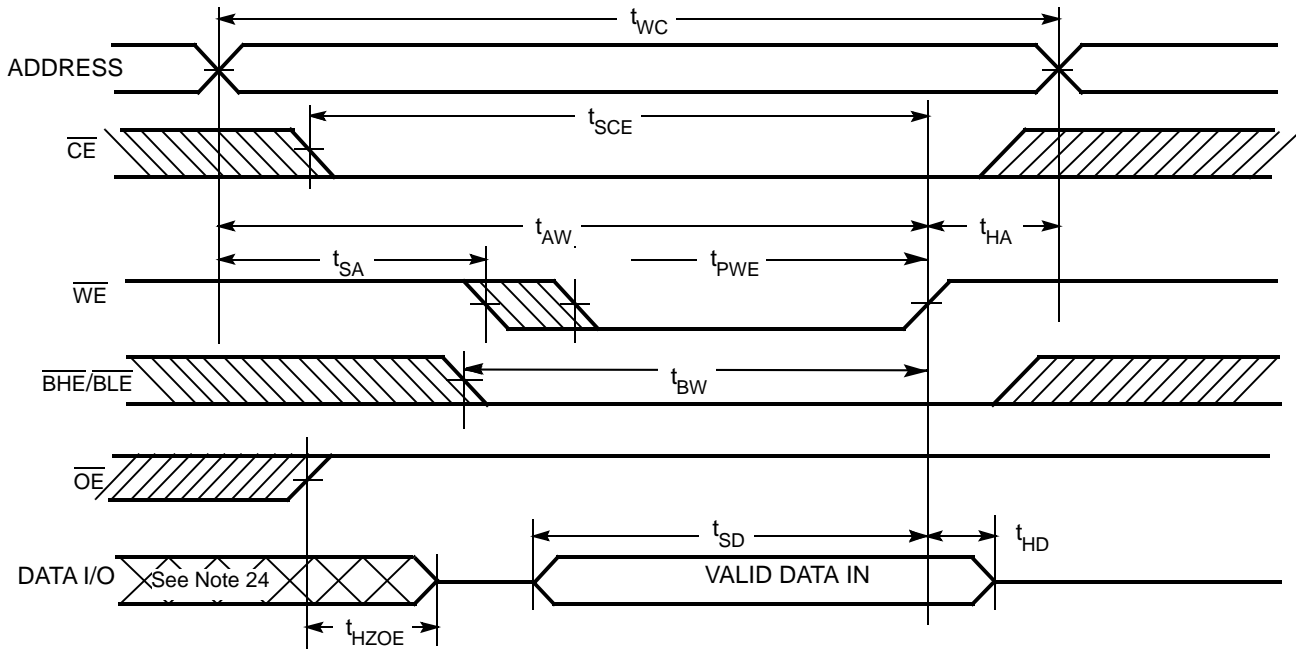 tWC
ADDRESS
tSCE
CE
tAW
tHA
tSA
tPWE
WE
BHE/BLE
tBW
OE
tSD
tHD
DATA I/O
See Note 24
VALID DATA IN
tHZOE